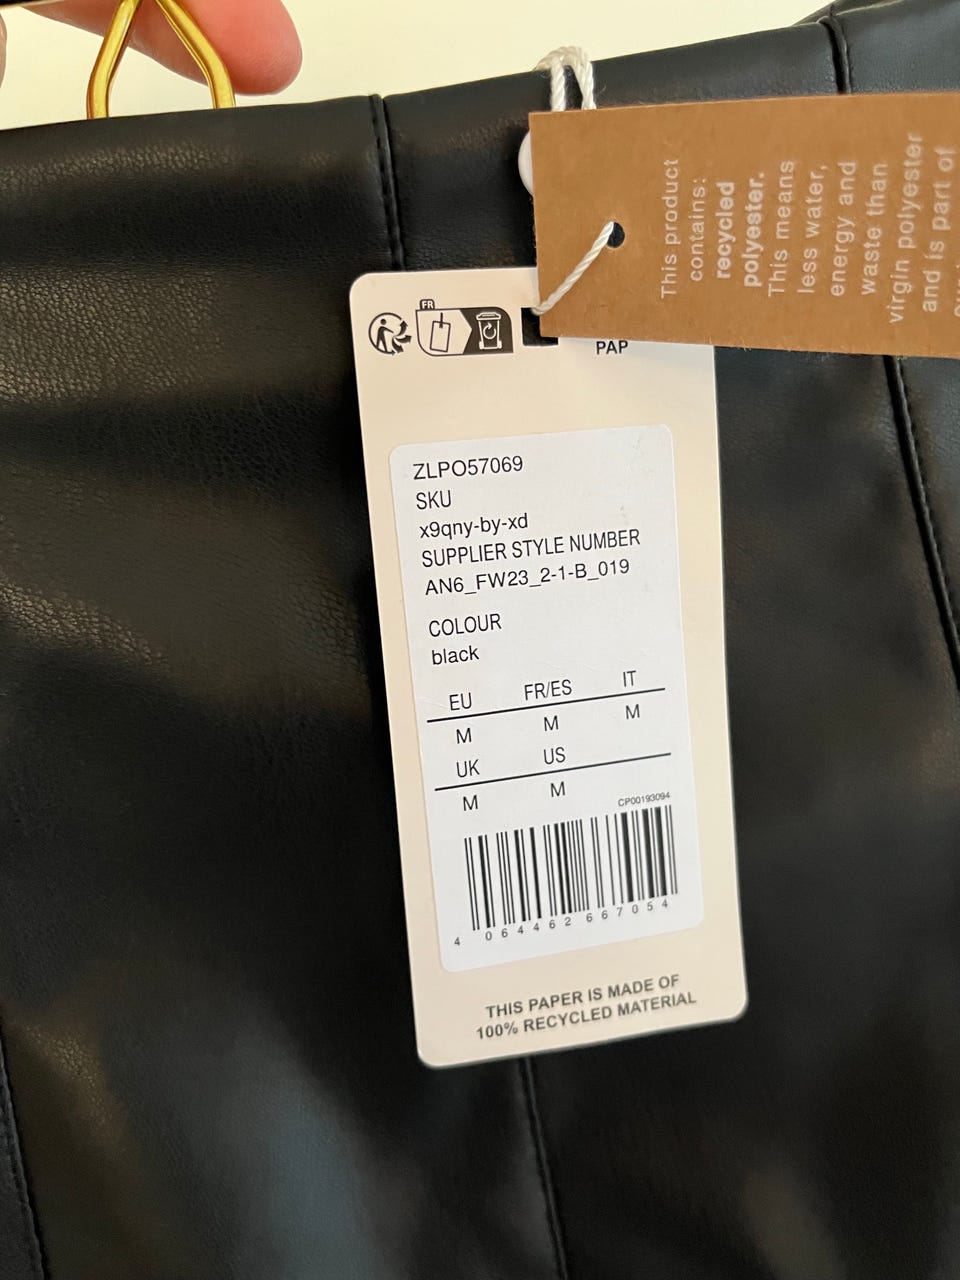 This product
contains:
recycled
polyester.
This means
less water,
energy and
waste than
virgin polyester
and is part of
FR
PAP
ZLPO57069
SKU
x9qny-by-xd
SUPPLIER STYLE NUMBER
AN6_FW23_2-1-B_019
COLOUR
black
EU FR/ES IT
M M M
UK US
M M
CP00193094
4 064462 667054
THIS PAPER IS MADE OF
100% RECYCLED MATERIAL